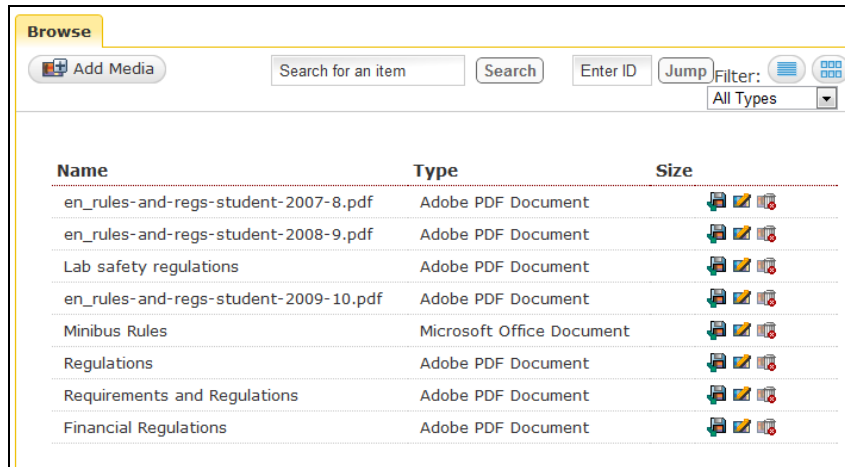 Browse
Add Media Search for an item Search Enter ID Jump Filter:
All Types
Name Type Size
en_rules-and-regs-student-2007-8.pdf Adobe PDF Document
en_rules-and-regs-student-2008-9.pdf Adobe PDF Document
Lab safety regulations Adobe PDF Document
en_rules-and-regs-student-2009-10.pdf Adobe PDF Document
Minibus Rules Microsoft Office Document
Regulations Adobe PDF Document
Requirements and Regulations Adobe PDF Document
Financial Regulations Adobe PDF Document